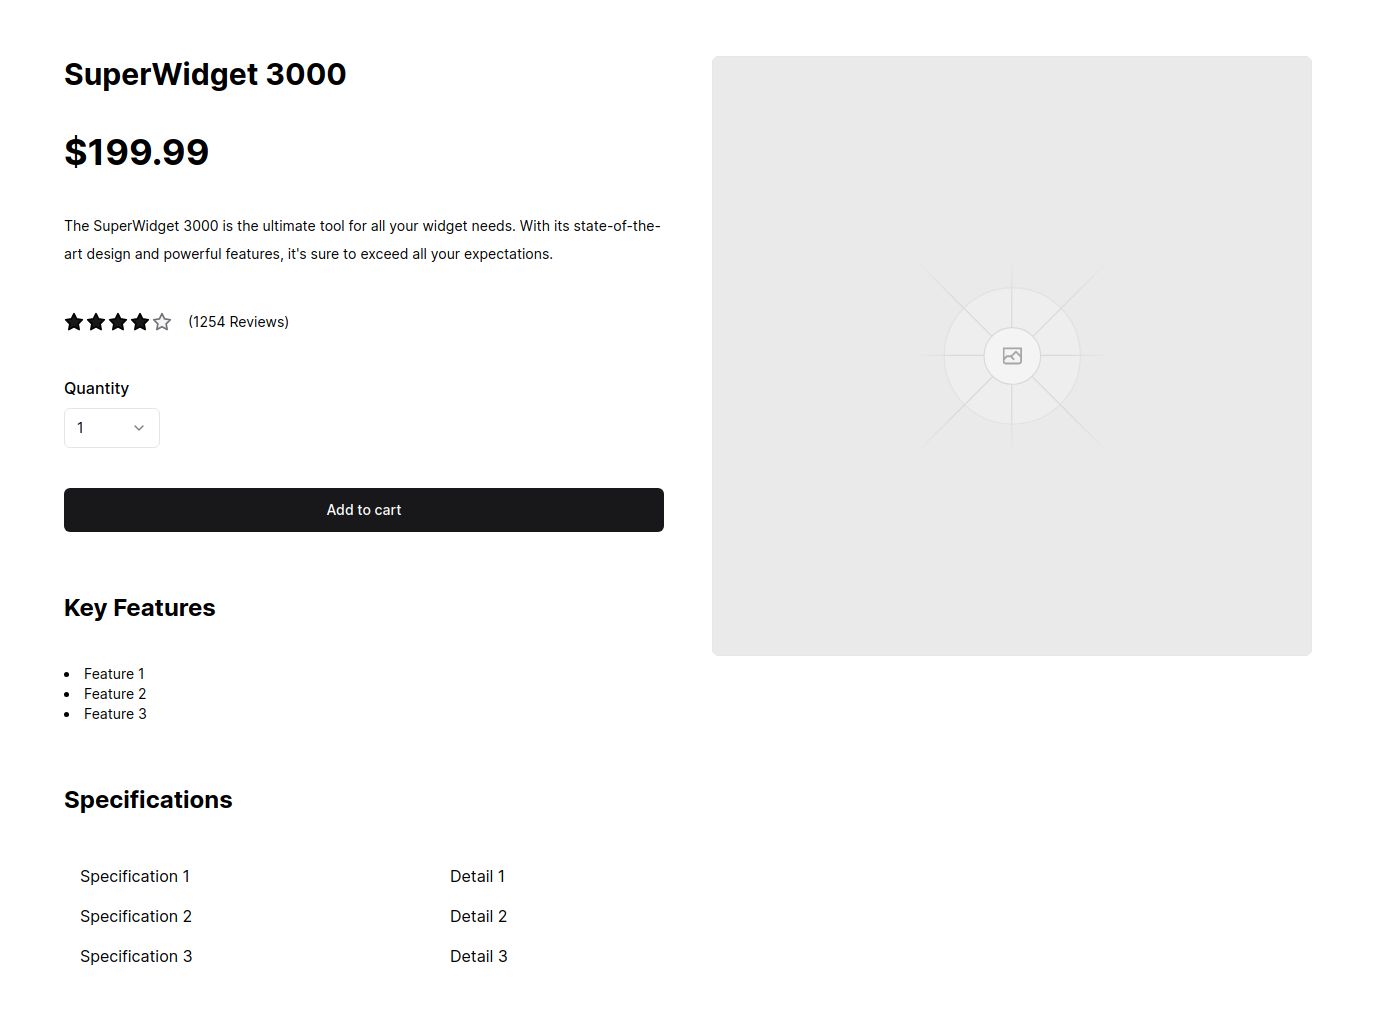 SuperWidget 3000
$199.99
The SuperWidget 3000 is the ultimate tool for all your widget needs. With its state-of-the-
art design and powerful features, it's sure to exceed all your expectations.
(1254 Reviews)
Quantity
1
Add to cart
Key Features
• Feature 1
• Feature 2
• Feature 3
Specifications
Specification 1 Detail 1
Specification 2 Detail 2
Specification 3 Detail 3